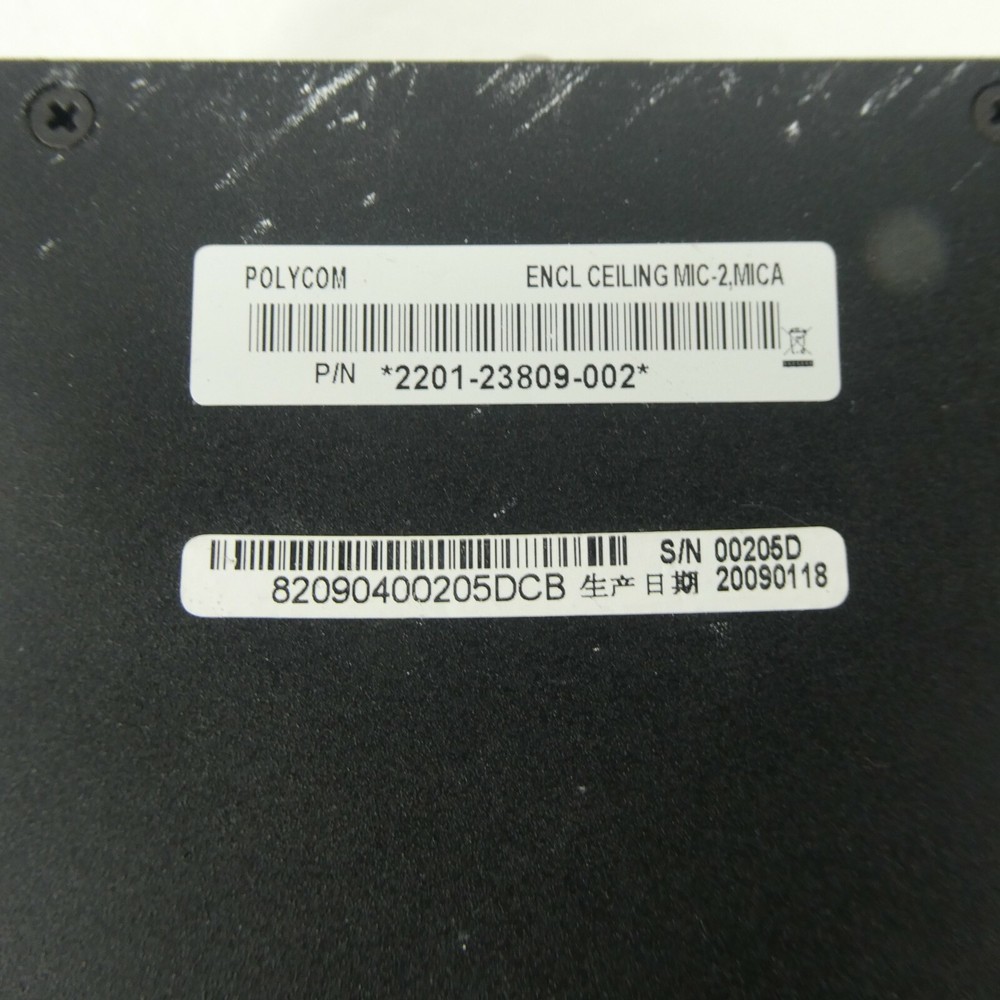 POLYCOM ENCL CEILING MIC-2,MICA
P/N *2201-23809-002*
S/N 00205D
82090400205DCB 生产日期 20090118